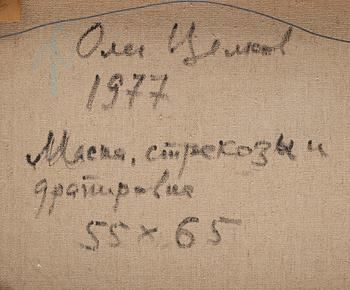 Олег Целков
1977
Маска, стрекозы и
драпировка
55 x 65